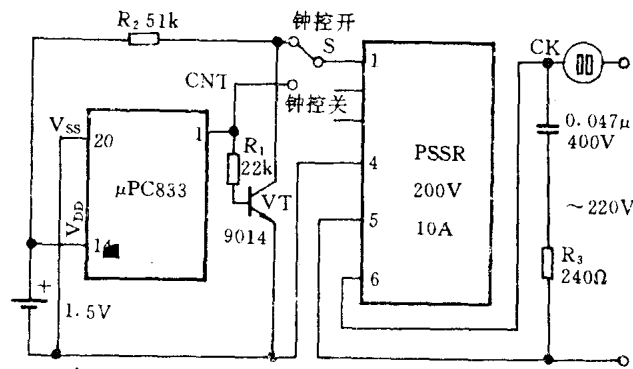 R₂ 51k
钟控开
S
CNT
钟控关
CK
1
1
V_SS
20
R₁
22k
μPC833
VT
9014
V_DD
14
4
PSSR
200V
10A
5
6
0.047μ
400V
～220V
R₃
240Ω
+
1.5V